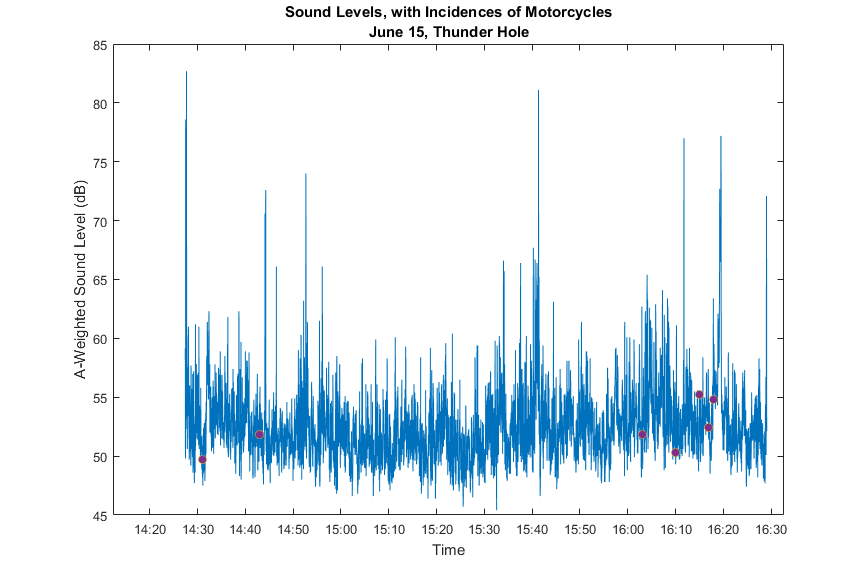 Sound Levels, with Incidences of Motorcycles
June 15, Thunder Hole
85
80
75
70
65
60
55
50
45
A-Weighted Sound Level (dB)
14:20 14:30 14:40 14:50 15:00 15:10 15:20 15:30 15:40 15:50 16:00 16:10 16:20 16:30
Time